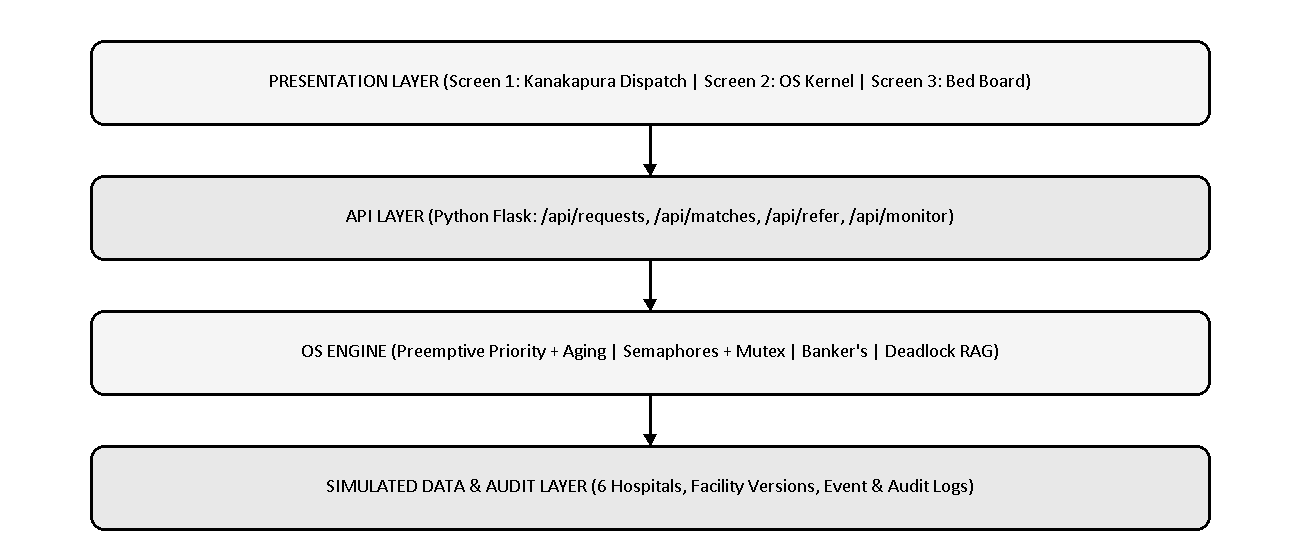 PRESENTATION LAYER (Screen 1: Kanakapura Dispatch | Screen 2: OS Kernel | Screen 3: Bed Board)
API LAYER (Python Flask: /api/requests, /api/matches, /api/refer, /api/monitor)
OS ENGINE (Preemptive Priority + Aging | Semaphores + Mutex | Banker's | Deadlock RAG)
SIMULATED DATA & AUDIT LAYER (6 Hospitals, Facility Versions, Event & Audit Logs)